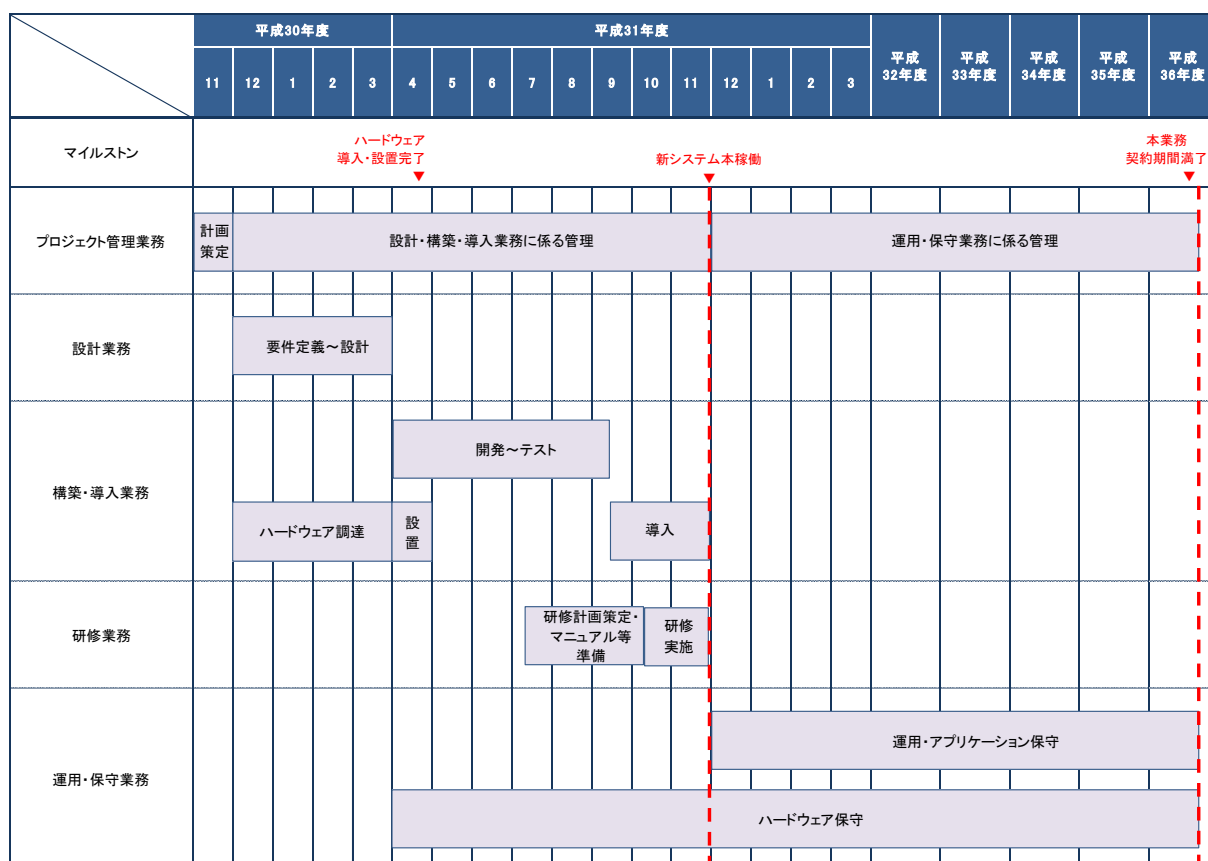 平成30年度
平成31年度
平成
32年度
平成
33年度
平成
34年度
平成
35年度
平成
36年度
11 12 1 2 3 4 5 6 7 8 9 10 11 12 1 2 3
マイルストン
ハードウェア
導入・設置完了
▼
新システム本稼働
▼
本業務
契約期間満了
▼
プロジェクト管理業務
計画
策定
設計・構築・導入業務に係る管理
運用・保守業務に係る管理
設計業務
要件定義~設計
構築・導入業務
開発~テスト
ハードウェア調達
設
置
導入
研修業務
研修計画策定・
マニュアル等
準備
研修
実施
運用・保守業務
運用・アプリケーション保守
ハードウェア保守